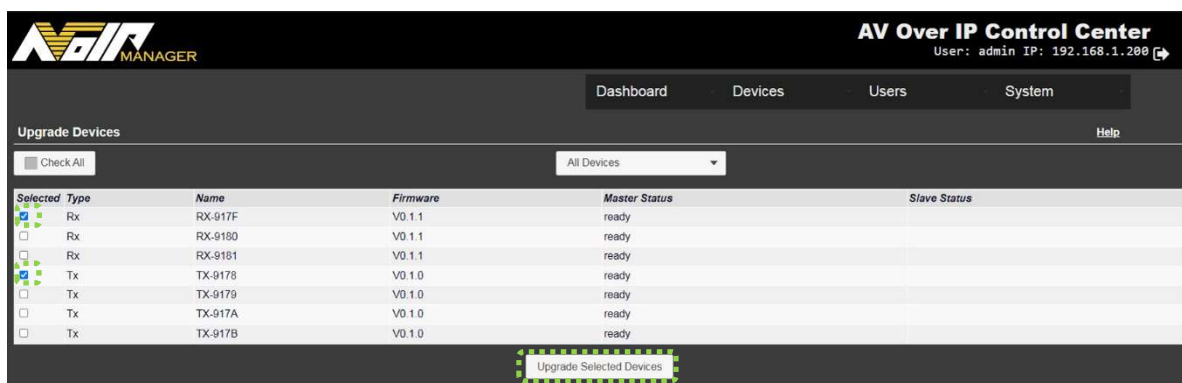 AVoIP MANAGER
AV Over IP Control Center
User: admin IP: 192.168.1.200
Dashboard Devices Users System
Upgrade Devices Help
Check All All Devices
Selected Type Name Firmware Master Status Slave Status
Rx RX-917F V0.1.1 ready
Rx RX-9180 V0.1.1 ready
Rx RX-9181 V0.1.1 ready
Tx TX-9178 V0.1.0 ready
Tx TX-9179 V0.1.0 ready
Tx TX-917A V0.1.0 ready
Tx TX-917B V0.1.0 ready
Upgrade Selected Devices